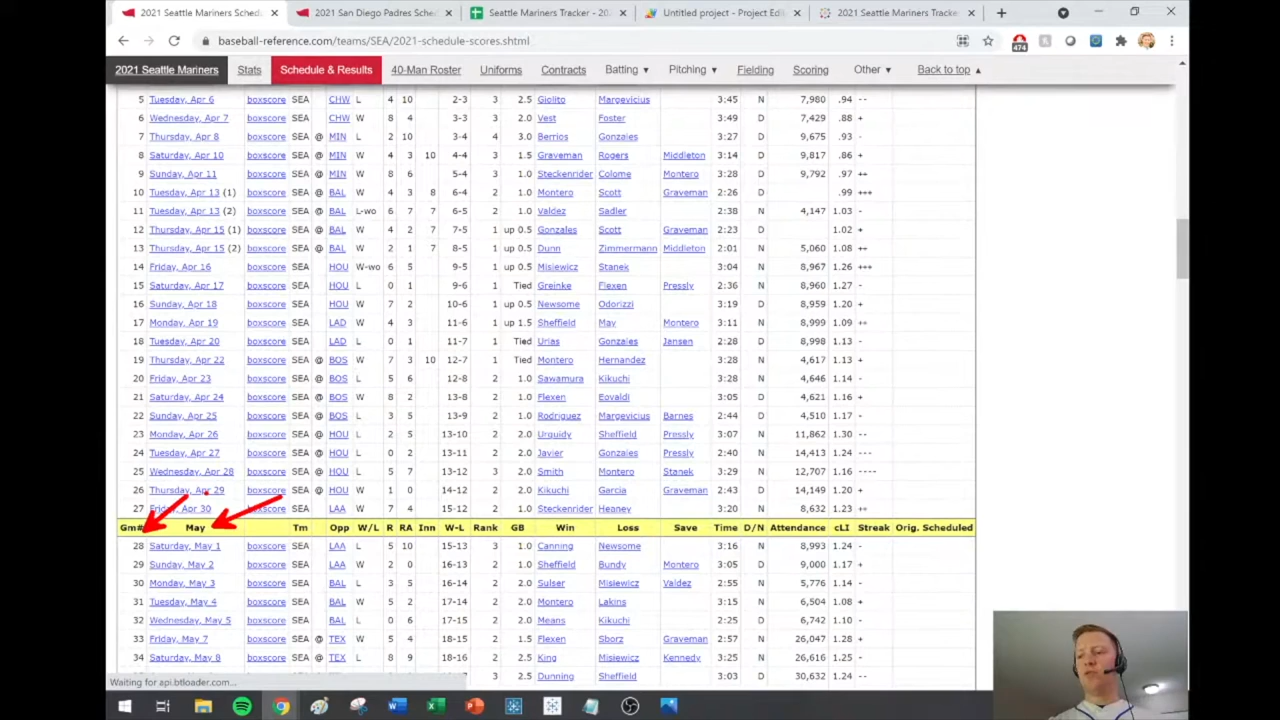 2021 Seattle Mariners Schedu
2021 San Diego Padres Sche
Seattle Mariners Tracker - 202
Untitled project - Project Edit
2021 Seattle Mariners Tracke
baseball-reference.com/teams/SEA/2021-schedule-scores.shtml
474
2021 Seattle Mariners Stats Schedule & Results 40-Man Roster Uniforms Contracts Batting ▼ Pitching ▼ Fielding Scoring Other ▼ Back to top ▲
5 Tuesday, Apr 6 boxscore SEA CHW L 4 10 2-3 3 2.5 Giolito Margevicius 3:45 N 7,980 .94 --
6 Wednesday, Apr 7 boxscore SEA CHW W 8 4 3-3 3 2.0 Vest Foster 3:49 D 7,429 .88 +
7 Thursday, Apr 8 boxscore SEA @ MIN L 2 10 3-4 4 3.0 Berrios Gonzales 3:27 D 9,675 .93 -
8 Saturday, Apr 10 boxscore SEA @ MIN W 4 3 10 4-4 3 1.5 Graveman Rogers Middleton 3:14 D 9,817 .86 +
9 Sunday, Apr 11 boxscore SEA @ MIN W 8 6 5-4 3 1.0 Steckenrider Colome Montero 3:28 D 9,792 .97 ++
10 Tuesday, Apr 13 (1) boxscore SEA @ BAL W 4 3 8 6-4 2 1.0 Montero Scott Graveman 2:26 D .99 +++
11 Tuesday, Apr 13 (2) boxscore SEA @ BAL L-wo 6 7 7 6-5 2 1.0 Valdez Sadler 2:38 N 4,147 1.03 -
12 Thursday, Apr 15 (1) boxscore SEA @ BAL W 4 2 7 7-5 1 up 0.5 Gonzales Scott Graveman 2:23 D 1.02 +
13 Thursday, Apr 15 (2) boxscore SEA @ BAL W 2 1 7 8-5 1 up 0.5 Dunn Zimmermann Middleton 2:01 N 5,060 1.08 ++
14 Friday, Apr 16 boxscore SEA HOU W-wo 6 5 9-5 1 up 0.5 Misiewicz Stanek 3:04 N 8,967 1.26 +++
15 Saturday, Apr 17 boxscore SEA HOU L 0 1 9-6 1 Tied Greinke Flexen Pressly 2:36 N 8,960 1.27 -
16 Sunday, Apr 18 boxscore SEA HOU W 7 2 10-6 1 up 0.5 Newsome Odorizzi 3:19 D 8,959 1.20 +
17 Monday, Apr 19 boxscore SEA LAD W 4 3 11-6 1 up 1.5 Sheffield May Montero 3:11 N 8,999 1.09 ++
18 Tuesday, Apr 20 boxscore SEA LAD L 0 1 11-7 1 Tied Urias Gonzales Jansen 2:28 D 8,998 1.13 -
19 Thursday, Apr 22 boxscore SEA @ BOS W 7 3 10 12-7 1 Tied Montero Hernandez 3:28 N 4,617 1.13 +
20 Friday, Apr 23 boxscore SEA @ BOS L 5 6 12-8 2 1.0 Sawamura Kikuchi 3:28 N 4,646 1.14 -
21 Saturday, Apr 24 boxscore SEA @ BOS W 8 2 13-8 2 1.0 Flexen Eovaldi 3:05 D 4,621 1.16 +
22 Sunday, Apr 25 boxscore SEA @ BOS L 3 5 13-9 2 1.0 Rodriguez Margevicius Barnes 2:44 D 4,510 1.17 -
23 Monday, Apr 26 boxscore SEA @ HOU L 2 5 13-10 2 1.0 Urquidy Sheffield Pressly 3:07 N 11,862 1.13 --
24 Tuesday, Apr 27 boxscore SEA @ HOU L 0 2 13-11 2 2.0 Javier Gonzales Pressly 2:40 N 14,413 1.24 ---
25 Wednesday, Apr 28 boxscore SEA @ HOU L 5 7 13-12 3 2.5 Smith Montero Stanek 3:29 N 12,707 1.16 ----
26 Thursday, Apr 29 boxscore SEA @ HOU W 1 0 14-12 2 2.0 Kikuchi Garcia Graveman 2:43 D 14,149 1.20 +
27 Friday, Apr 30 boxscore SEA LAA W 7 4 15-12 2 1.0 Steckenrider Heaney 3:20 N 8,632 1.23 ++
Gm# May Tm Opp W/L R RA Inn W-L Rank GB Win Loss Save Time D/N Attendance cLI Streak Orig. Scheduled
28 Saturday, May 1 boxscore SEA LAA L 5 10 15-13 3 1.0 Canning Newsome 3:16 N 8,993 1.24 -
29 Sunday, May 2 boxscore SEA LAA W 2 0 16-13 2 1.0 Sheffield Bundy Montero 3:05 D 9,000 1.17 +
30 Monday, May 3 boxscore SEA BAL L 3 5 16-14 2 2.0 Sulser Misiewicz Valdez 2:55 N 5,776 1.14 -
31 Tuesday, May 4 boxscore SEA BAL W 5 2 17-14 2 2.0 Montero Lakins 3:15 N 6,504 1.08 +
32 Wednesday, May 5 boxscore SEA BAL L 0 6 17-15 2 2.0 Means Kikuchi 2:25 D 6,742 1.10 -
33 Friday, May 7 boxscore SEA @ TEX W 5 4 18-15 2 1.5 Flexen Sborz Graveman 2:57 N 26,047 1.28 +
34 Saturday, May 8 boxscore SEA @ TEX L 8 9 18-16 2 2.5 King Misiewicz Kennedy 3:25 N 26,616 1.25 -
2.5 Dunning Sheffield 3:03 D 30,632 1.24 --
Waiting for api.btloader.com...